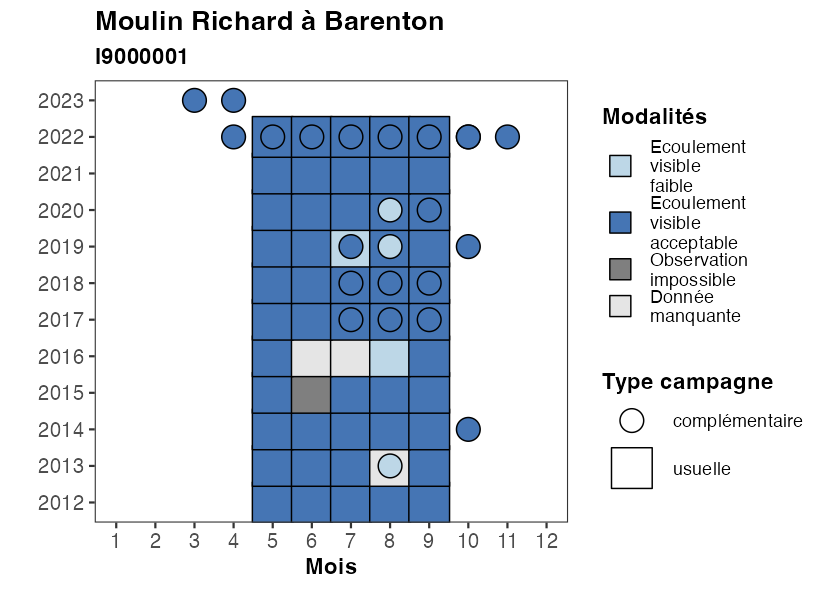 Moulin Richard à Barenton
I9000001
2023
2022
2021
2020
2019
2018
2017
2016
2015
2014
2013
2012
1 2 3 4 5 6 7 8 9 10 11 12
Mois
Modalités
Ecoulement
visible
faible
Ecoulement
visible
acceptable
Observation
impossible
Donnée
manquante
Type campagne
complémentaire
usuelle